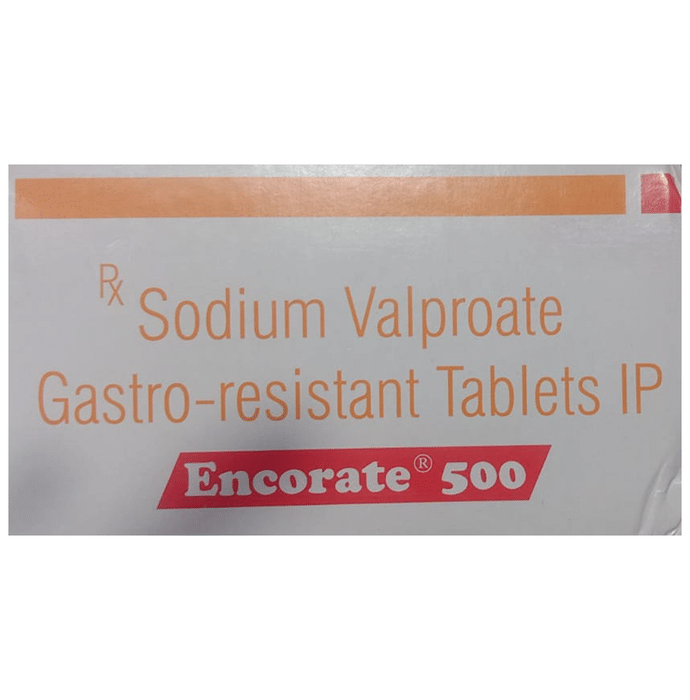 Rx Sodium Valproate
Gastro-resistant Tablets IP
Encorate® 500